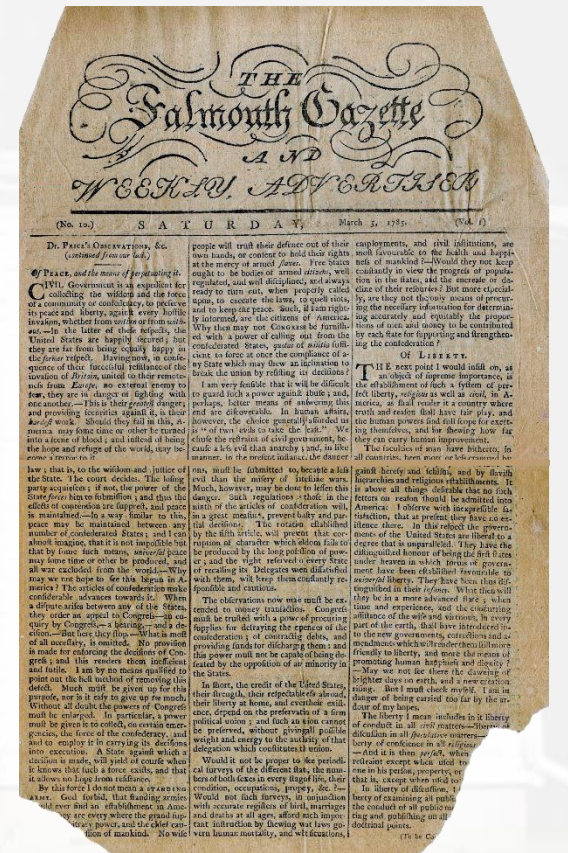 THE
Falmouth Gazette
AND
WEEKLY ADVERTISER
(No. 10.) SATURDAY, March 5, 1785. (Vol. I)
Dr. Price's Observations, &c.
(continued from our last.)
Of Peace, and the means of perpetuating it.
CIVIL Government is an expedient for
collecting the wisdom and the force
of a community or confederacy, to preserve
its peace and liberty, against every hostile
invasion, whether from within or from with-
out.—In the latter of these respects, the
United States are happily secured; but
they are far from being equally happy in
the former respect. Having now, in conse-
quence of their successful resistance of the
invasion of Britain, united to their remote-
ness from Europe, no external enemy to
fear, they are in danger of fighting with
one another.—This is their greatest danger;
and providing securities against it, is their
hardest work. Should they fail in this, A-
merica may some time or other be turned
into a scene of blood; and instead of being
the hope and refuge of the world, may be-
come a terror to it.
law; that is, to the wisdom and justice of
the State. The court decides. The losing
party acquiesces; if not, the power of the
State forces him to submission; and thus the
effects of contention are suppressed, and peace
is maintained.—In a way similar to this,
peace may be maintained between any
number of confederated States; and I can
almost imagine, that it is not impossible but
that by some such means, universal peace
may some time or other be produced, and
all war excluded from the world.—Why
may we not hope to see this begun in A-
merica? The articles of confederation make
considerable advances towards it. When
a dispute arises between any of the States,
they order an appeal to Congress—an en-
quiry by Congress,—a hearing,—and a de-
cision.—But here they stop.—What is most
of all necessary, is omitted. No provision
is made for enforcing the decisions of Con-
gress; and this renders them inefficient
and futile. I am by no means qualified to
point out the best method of removing this
defect. Much must be given up for this
purpose, nor is it easy to give up too much.
Without all doubt the powers of Congress
must be enlarged. In particular, a power
must be given it to collect, on certain emer-
gencies, the force of the confederacy, and
and to employ it in carrying its decisions
into execution. A State against which a
decision is made, will yield of course when
it knows that such a force exists, and that
it allows no hope from resistance.
By this force I do not mean a STANDING
ARMY. God forbid, that standing armies
ould ever find an establishment in Ame-
y are every where the grand sup-
itrary power, and the chief cau-
sion of mankind. No wise
people will trust their defence out of their
own hands, or consent to hold their rights
at the mercy of armed slaves. Free States
ought to be bodies of armed citizens, well
regulated, and well disciplined, and always
ready to turn out, when properly called
upon, to execute the laws, to quell riots,
and to keep the peace. Such, if I am right-
ly informed, are the citizens of America.
Why then may not CONGRESS be furnish-
ed with a power of calling out from the
confederated States, quotas of militia suffi-
cient to force at once the compliance of a-
ny State which may shew an inclination to
break the union by resisting its decisions?
I am very sensible that it will be difficult
to guard such a power against abuse; and,
perhaps, better means of answering this
end are discoverable. In human affairs,
however, the choice generally afforded us
is "of two evils to take the least." We
chuse the restraint of civil government, be-
cause a less evil than anarchy; and, in like
manner, in the present instance, the danger
ons, must be submitted to, because a less
evil than the misery of intestine wars.
Much, however, may be done to lessen this
danger. Such regulations as those in the
ninth of the articles of confederation will,
in a great measure, prevent hasty and par-
tial decisions. The rotation established
by the fifth article, will prevent that cor-
ruption of character which seldom fails to
be produced by the long possession of pow-
er; and the right reserved to every State
of recalling its Delegates when dissatisfied
with them, will keep them constantly re-
sponsible and cautious.
The observations now made must be ex-
tended to money transactions. Congress
must be trusted with a power of procuring
supplies for defraying the expences of the
confederation; of contracting debts, and
providing funds for discharging them: and
this power must not be capable of being de-
feated by the opposition of any minority in
the States.
In short, the credit of the United States,
their strength, their respectableness abroad,
their liberty at home, and even their exist-
ence, depend on the preservation of a firm
political union; and such an union cannot
be preserved, without giving all possible
weight and energy to the authority of that
delegation which constitutes the union.
Would it not be proper to take periodi-
cal surveys of the different states, the num-
bers of both sexes in every stage of life, their
condition, occupations, property, &c.?—
Would not such surveys, in conjunction
with accurate registers of births, marriages
and deaths at all ages, afford much impor-
tant instruction by shewing what laws go-
vern human mortality, and what situations,
employments, and civil institutions, are
most favourable to the health and happi-
ness of mankind?—Would they not keep
constantly in view the progress of popula-
tion in the states, and the increase or de-
cline of their resources? But more especial-
ly, are they not the only means of procur-
ing the necessary information for determin-
ing accurately and equitably the propor-
tions of men and money to be contributed
by each State for supporting and strengthen-
ing the confederation?
Of Liberty.
THE next point I would insist on, as
an object of supreme importance, is
the establishment of such a system of per-
fect liberty, religious as well as civil, in A-
merica, as shall render it a country where
truth and reason shall have fair play, and
the human powers find full scope for exert-
ing themselves, and for shewing how far
they can carry human improvement.
The faculties of man have hitherto, in
all countries, been more or less cramped
gainst heresy and schism, and by slavish
hierarchies and religious establishments. It
is above all things desirable that no such
fetters on reason should be admitted into
America: I observe with inexpressible sa-
tisfaction, that at present they have no ex-
istence there. In this respect the govern-
ments of the United States are liberal to a
degree that is unparalleled. They have the
distinguished honour of being the first states
under heaven in which forms of govern-
ment have been established favourable to
universal liberty. They have been thus dis-
tinguished in their infancy. What then will
they be in a more advanced state; when
time and experience, and the concurring
assistance of the wise and virtuous, in every
part of the earth, shall have introduced in-
to the new governments, corrections and a-
mendments which will render them still more
friendly to liberty, and more the means of
promoting human happiness and dignity?
—May we not see there the dawning of
brighter days on earth, and a new creation
rising. But I must check myself. I am in
danger of being carried too far by the ar-
dour of my hopes.
The liberty I mean includes in it liberty
of conduct in all civil matters—liberty
discussion in all speculative matters—
berty of conscience in all religious
—And it is then perfect, when
restraint except when used to
one in his person, property, or
that is, except when used to
In liberty of discussion, I
berty of examining all public
the conduct of all public
ting and publishing on all
doctrinal points.
(To be Co